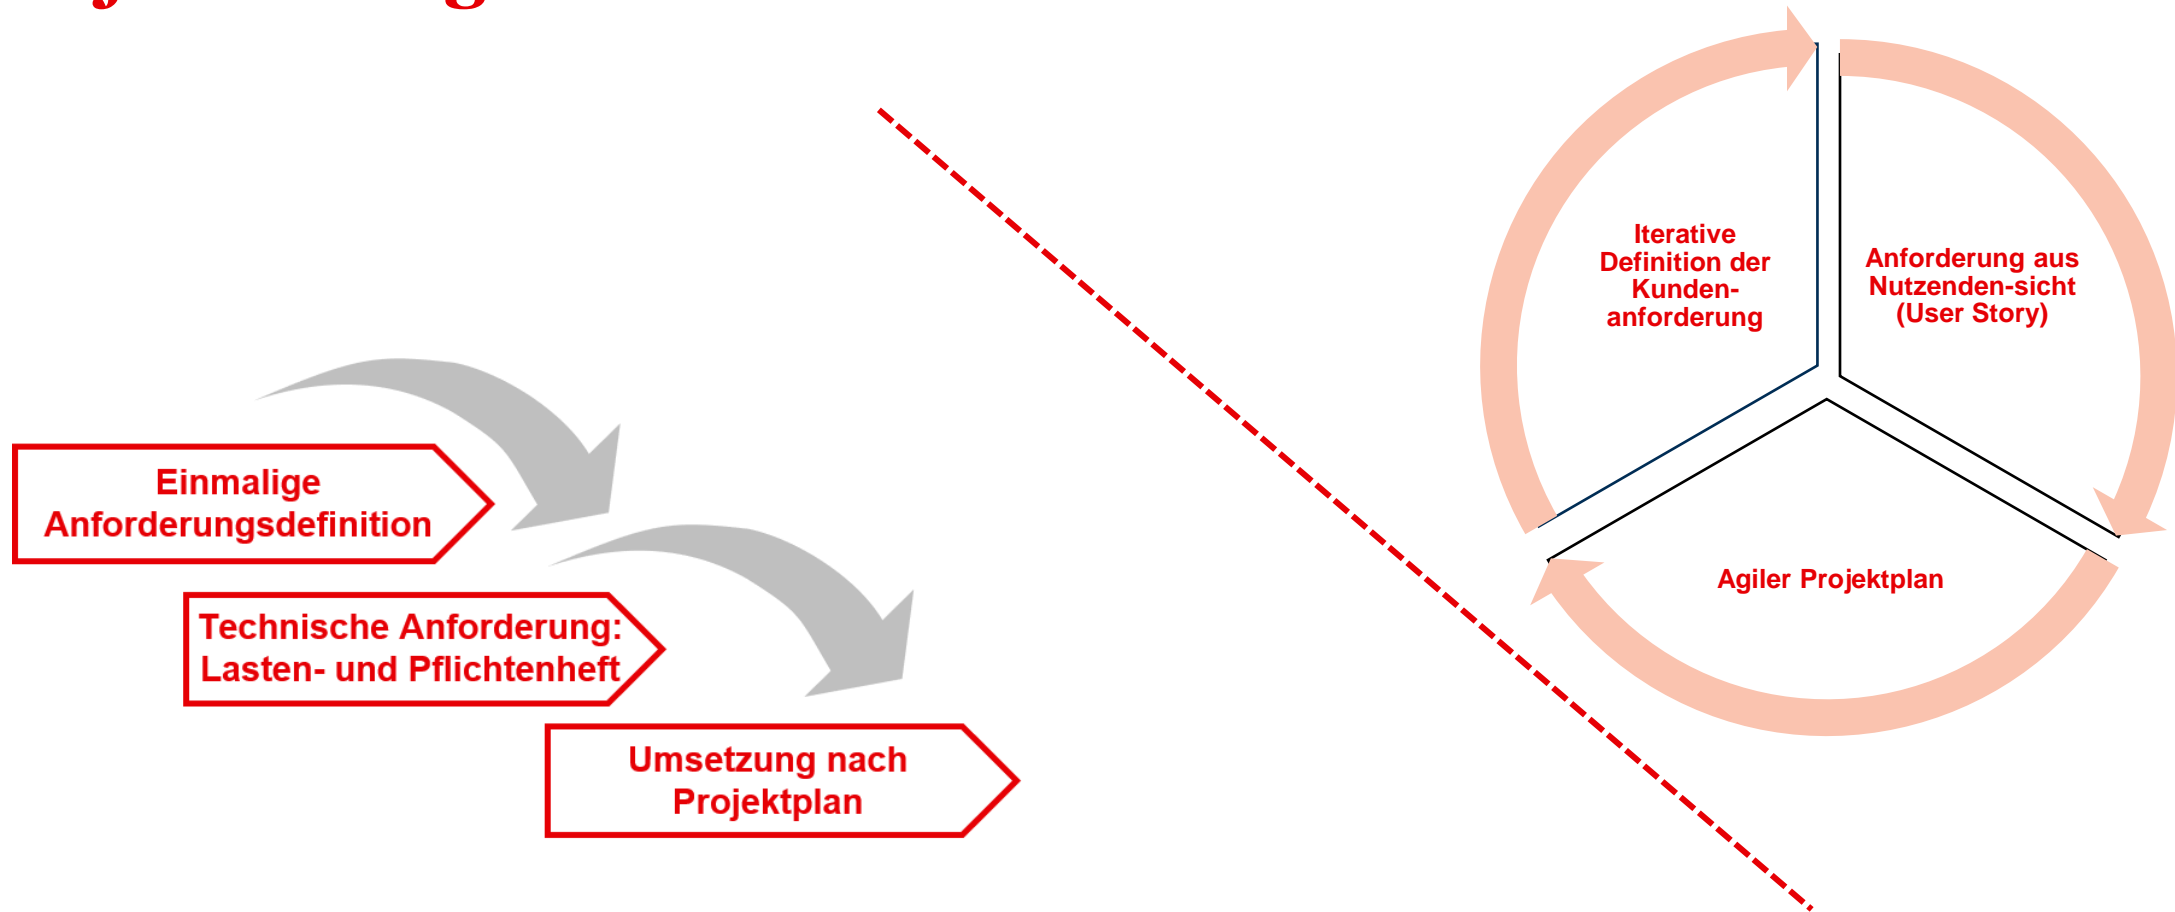 Einmalige
Anforderungsdefinition
Technische Anforderung:
Lasten- und Pflichtenheft
Umsetzung nach
Projektplan
Iterative
Definition der
Kunden-
anforderung
Anforderung aus
Nutzenden-sicht
(User Story)
Agiler Projektplan